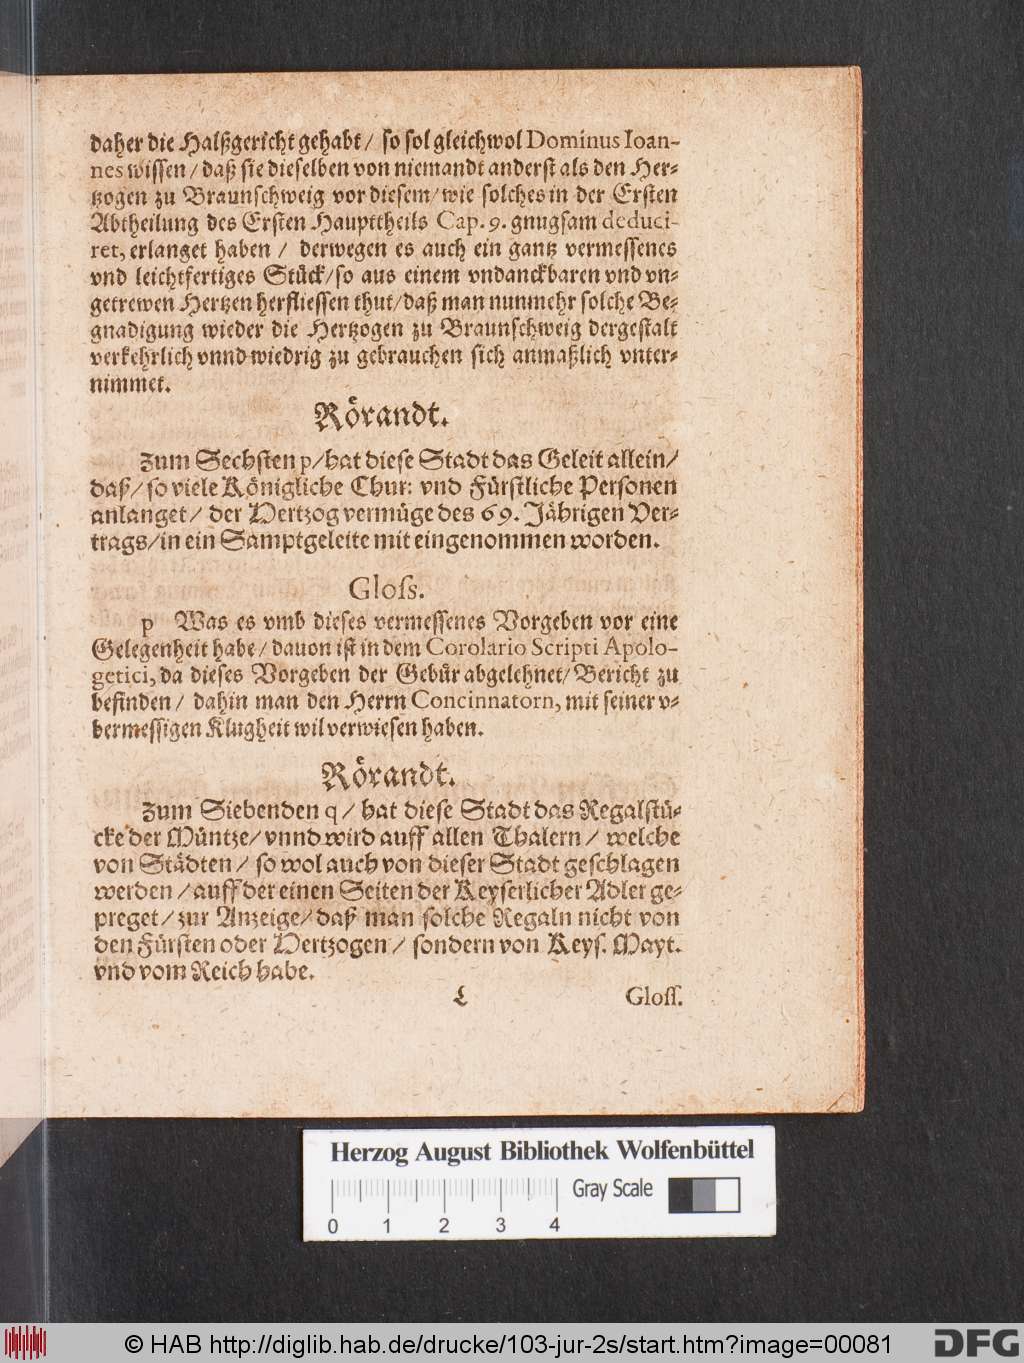 daher die Halßgericht gehabt / so sol gleichwol Dominus Ioan-
nes wissen / daß sie dieselben von niemandt anderst als den Her-
tzogen zu Braunschweig vor diesem / wie solches in der Ersten
Abtheilung des Ersten Haupttheils Cap. 9. gnugsam deduci-
ret, erlanget haben / derwegen es auch ein gantz vermessenes
vnd leichtfertiges Stück / so aus einem vndanckbaren vnd vn-
getrewen Hertzen herfliessen thut / daß man nunmehr solche Be-
gnadigung wieder die Hertzogen zu Braunschweig dergestalt
verkehrlich vnnd wiedrig zu gebrauchen sich anmaßlich vnter-
nimmet.
Rörandt.
Zum Sechsten p / hat diese Stadt das Geleit allein /
daß / so viele Königliche Chur: vnd Fürstliche Personen
anlanget / der Hertzog vermüge des 69. Jährigen Ver-
trags / in ein Samptgeleite mit eingenommen worden.
Gloss.
p Was es vmb dieses vermessenes Vorgeben vor eine
Gelegenheit habe / dauon ist in dem Corolario Scripti Apolo-
getici, da dieses Vorgeben der Gebür abgelehnet / Bericht zu
befinden / dahin man den Herrn Concinnatorn, mit seiner v-
bermessigen Klugheit wil verwiesen haben.
Rörandt.
Zum Siebenden q / hat diese Stadt das Regalstü-
cke der Müntze / vnnd wird auff allen Thalern / welche
von Städten / so wol auch von dieser Stadt geschlagen
werden / auff der einen Seiten der Keyserlicher Adler ge-
preget / zur Anzeige / daß man solche Regaln nicht von
den Fürsten oder Hertzogen / sondern von Keys. Mayt.
vnd vom Reich habe.
L Gloss.
Herzog August Bibliothek Wolfenbüttel
Gray Scale
0 1 2 3 4
© HAB http://diglib.hab.de/drucke/103-jur-2s/start.htm?image=00081
DFG